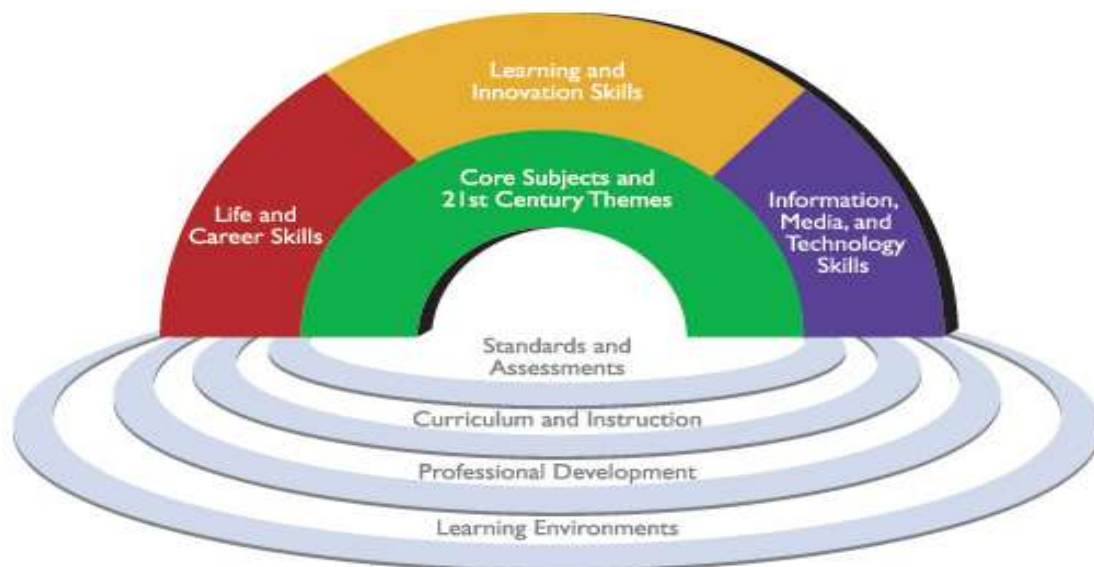 Learning and
Innovation Skills
Core Subjects and
21st Century Themes
Life and
Career Skills
Information,
Media, and
Technology
Skills
Standards and
Assessments
Curriculum and Instruction
Professional Development
Learning Environments